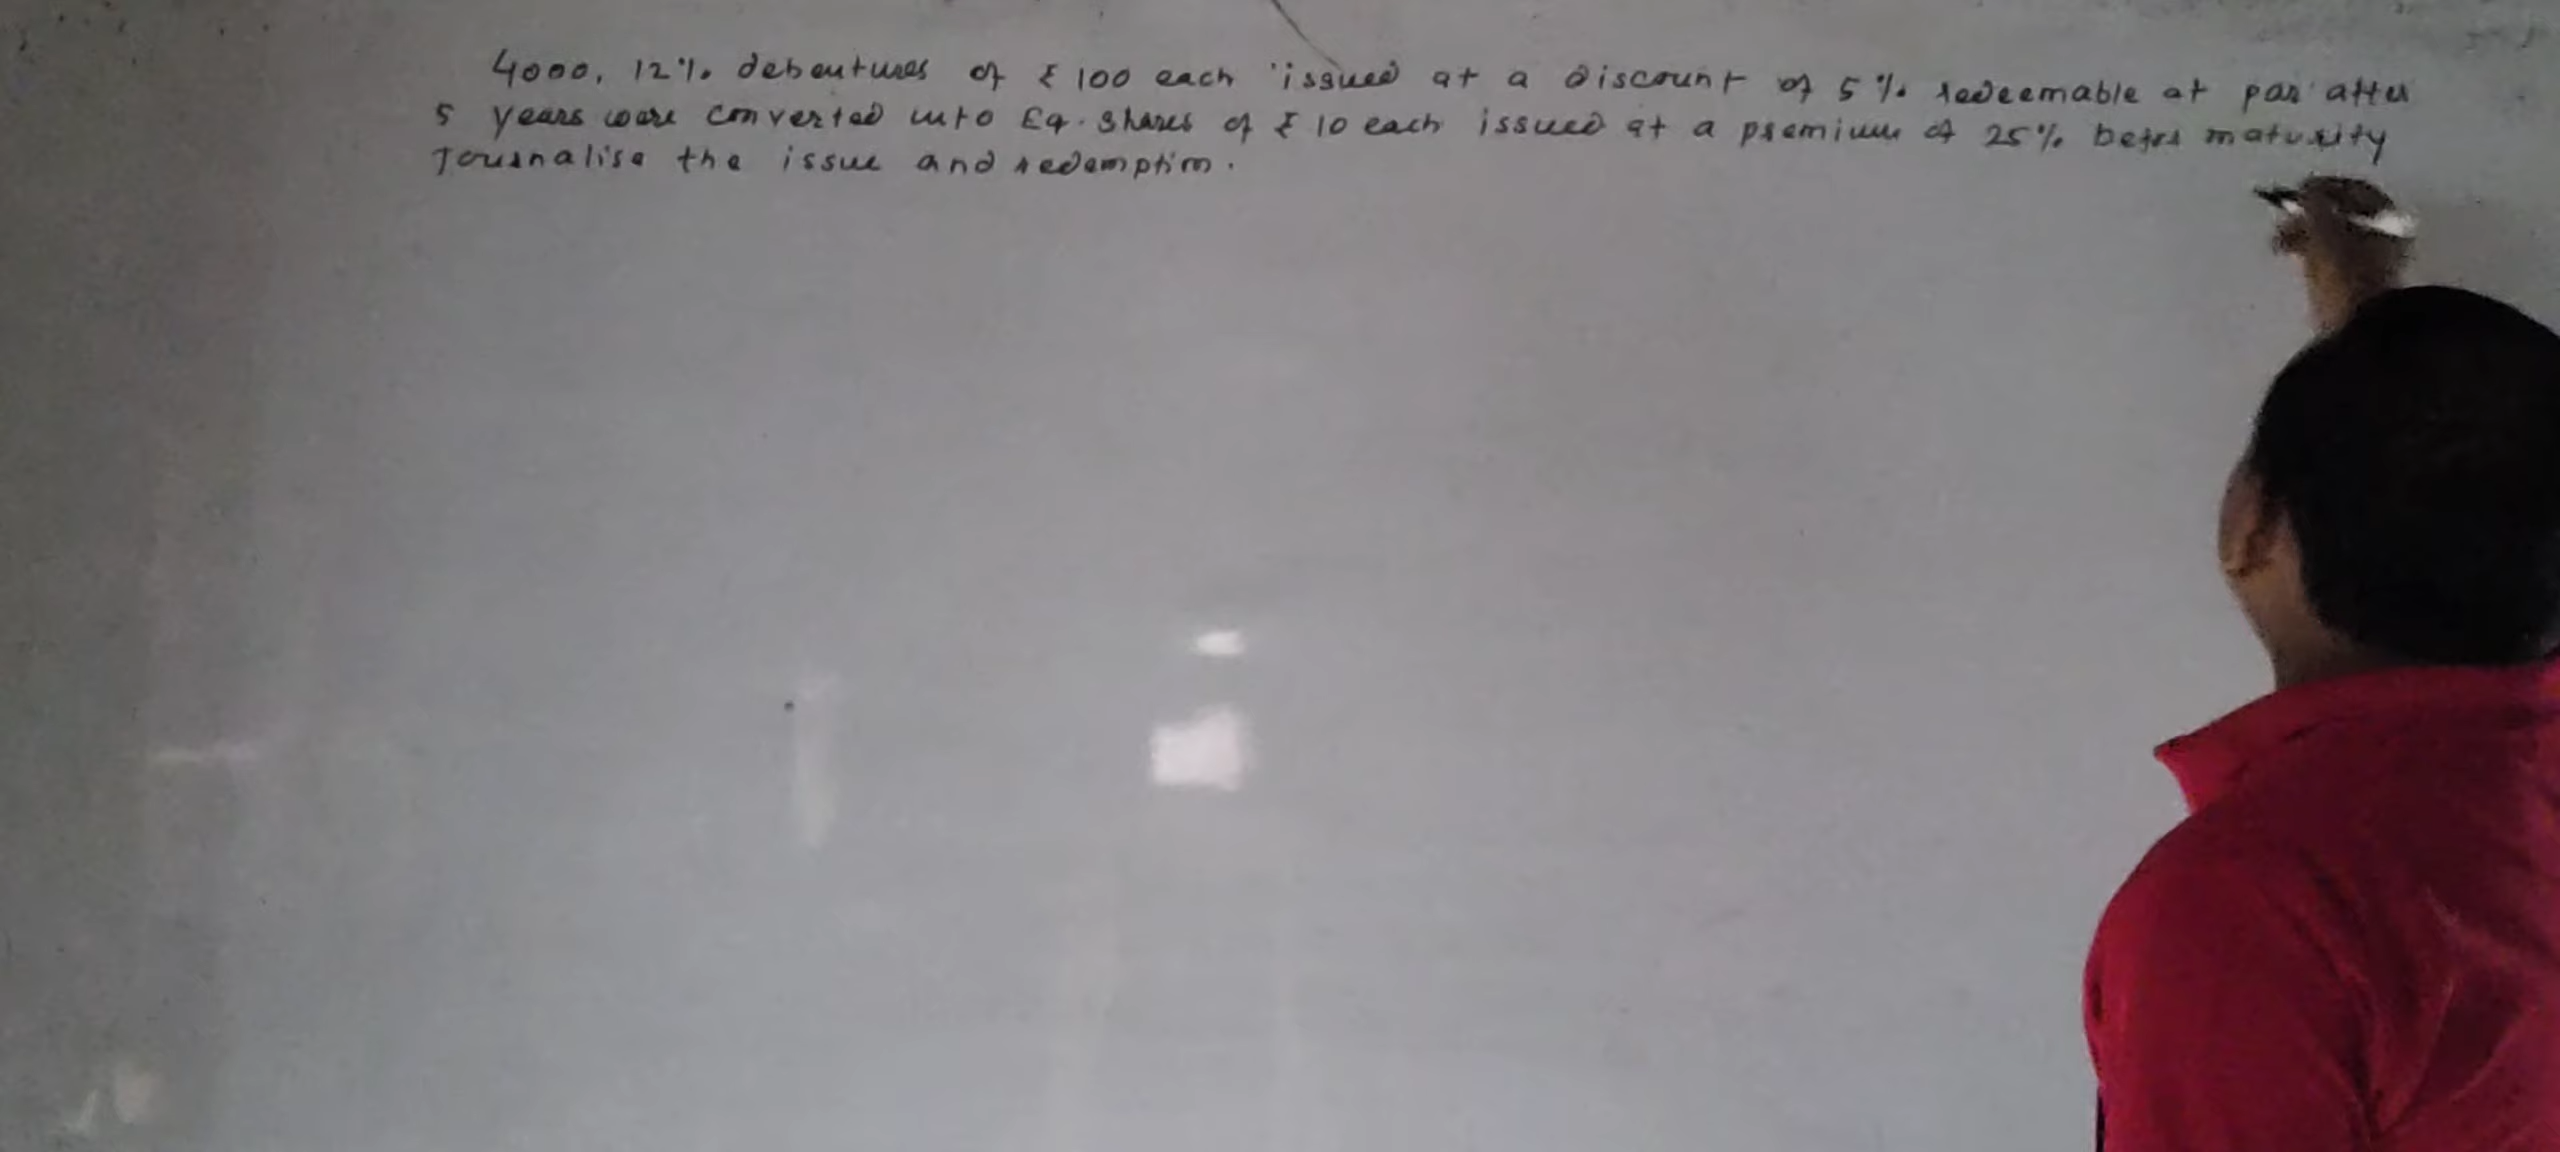 4000, 12% debentures of ₹ 100 each issued at a discount of 5% redeemable at par after
5 years were converted into Eq. shares of ₹ 10 each issued at a premium of 25% before maturity
Journalise the issue and redemption.